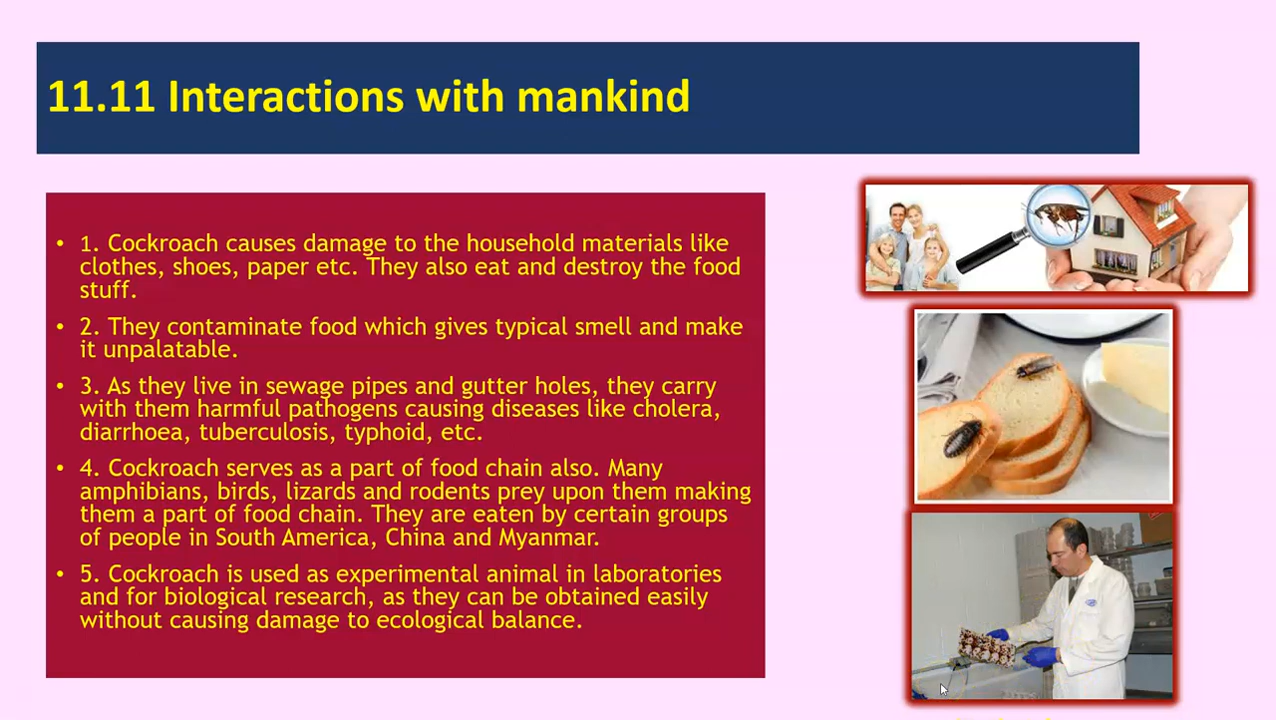 11.11 Interactions with mankind
• 1. Cockroach causes damage to the household materials like
clothes, shoes, paper etc. They also eat and destroy the food
stuff.
• 2. They contaminate food which gives typical smell and make
it unpalatable.
• 3. As they live in sewage pipes and gutter holes, they carry
with them harmful pathogens causing diseases like cholera,
diarrhoea, tuberculosis, typhoid, etc.
• 4. Cockroach serves as a part of food chain also. Many
amphibians, birds, lizards and rodents prey upon them making
them a part of food chain. They are eaten by certain groups
of people in South America, China and Myanmar.
• 5. Cockroach is used as experimental animal in laboratories
and for biological research, as they can be obtained easily
without causing damage to ecological balance.